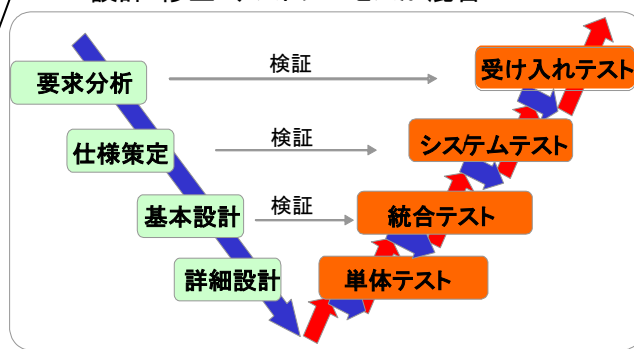 要求分析
検証
受け入れテスト
仕様策定
検証
システムテスト
基本設計
検証
統合テスト
詳細設計
単体テスト